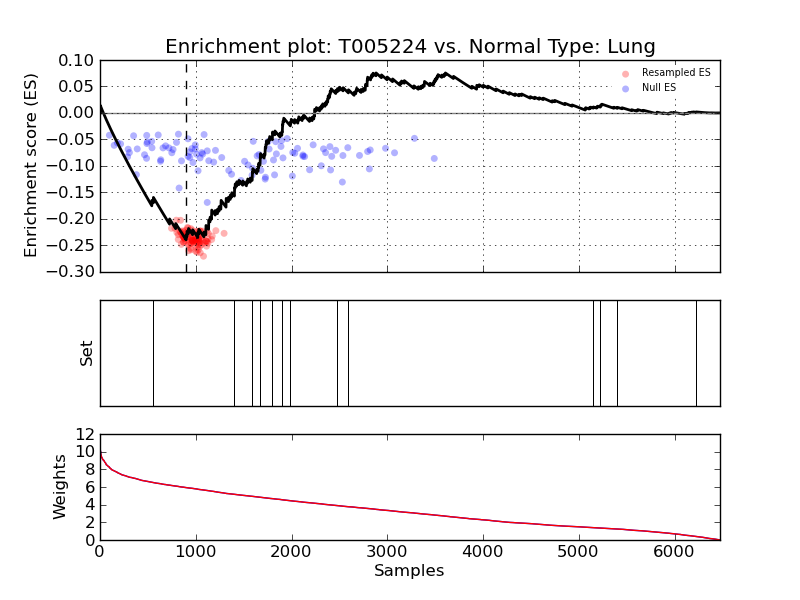 Enrichment plot: T005224 vs. Normal Type: Lung
Enrichment score (ES)
0.10
0.05
0.00
−0.05
−0.10
−0.15
−0.20
−0.25
−0.30
Resampled ES
Null ES
Set
Weights
12
10
8
6
4
2
0
0 1000 2000 3000 4000 5000 6000
Samples